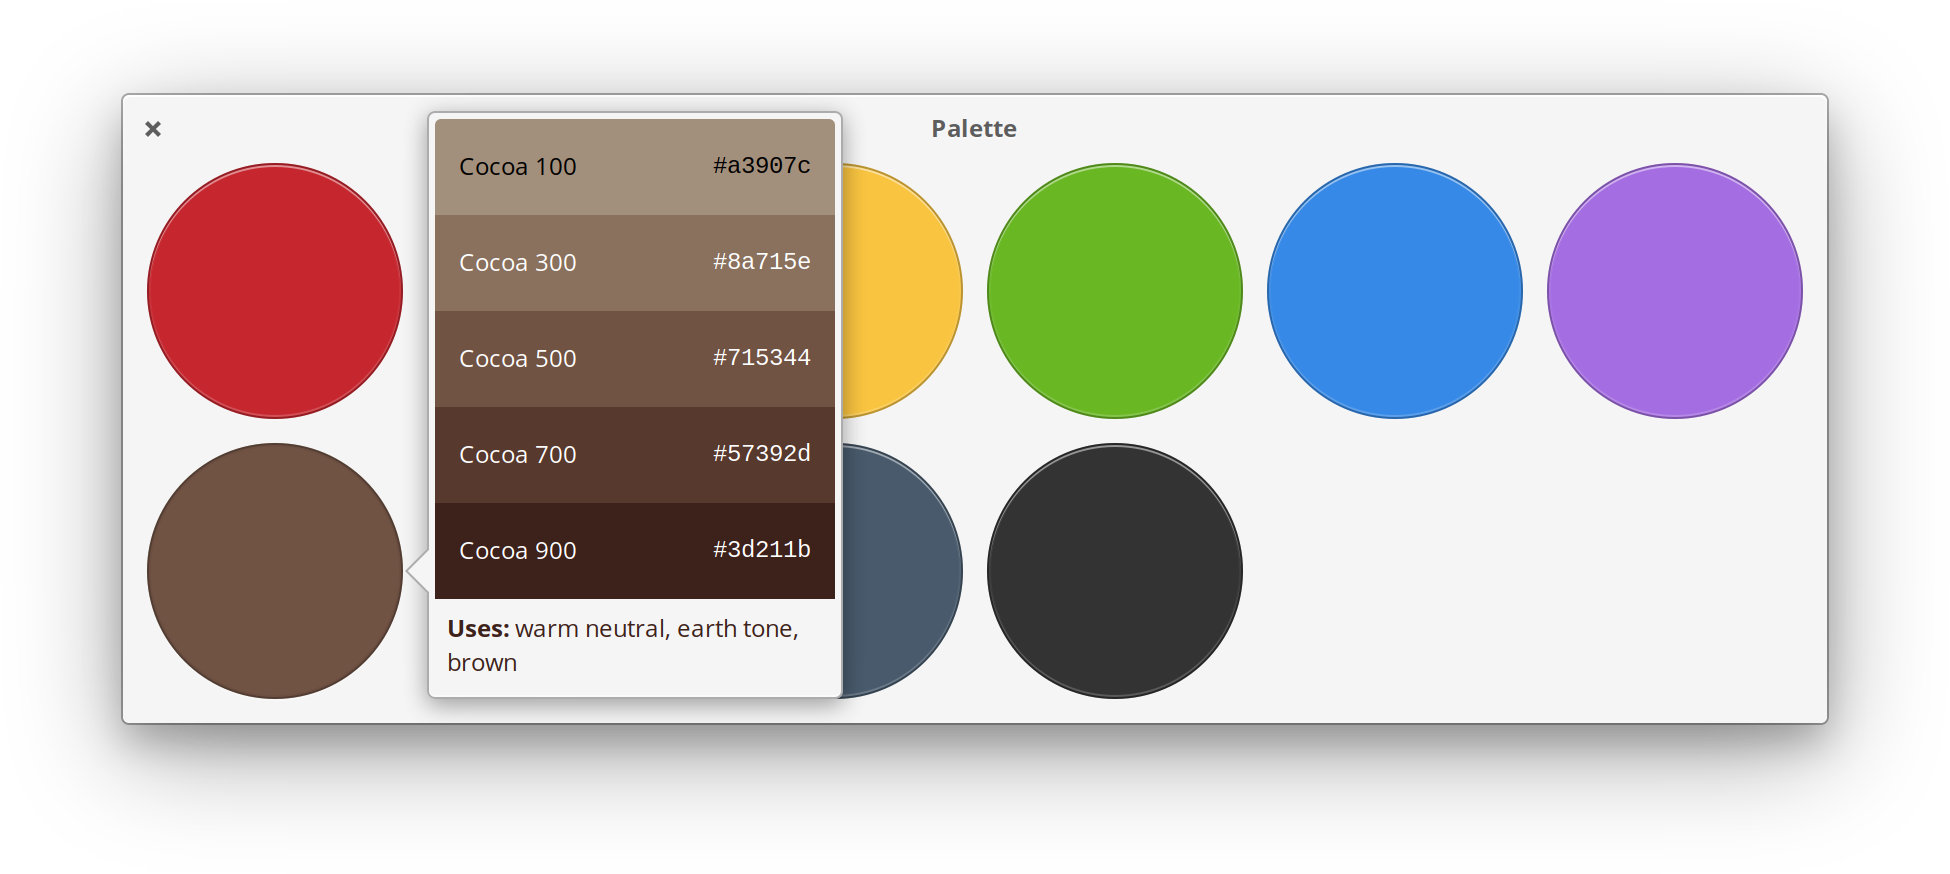 Palette
Cocoa 100 #a3907c
Cocoa 300 #8a715e
Cocoa 500 #715344
Cocoa 700 #57392d
Cocoa 900 #3d211b
Uses: warm neutral, earth tone,
brown